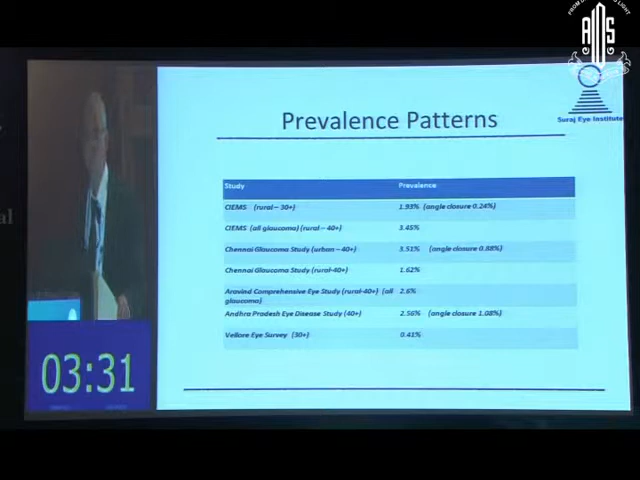 AIOS
Suraj Eye Institute
Prevalence Patterns
Study Prevalence
CIEMS (rural – 30+) 1.93% (angle closure 0.24%)
CIEMS (all glaucoma) (rural – 40+) 3.45%
Chennai Glaucoma Study (urban – 40+) 3.51% (angle closure 0.88%)
Chennai Glaucoma Study (rural-40+) 1.62%
Aravind Comprehensive Eye Study (rural-40+) (all 2.6%
glaucoma)
Andhra Pradesh Eye Disease Study (40+) 2.56% (angle closure 1.08%)
Vellore Eye Survey (30+) 0.41%
al
03:31